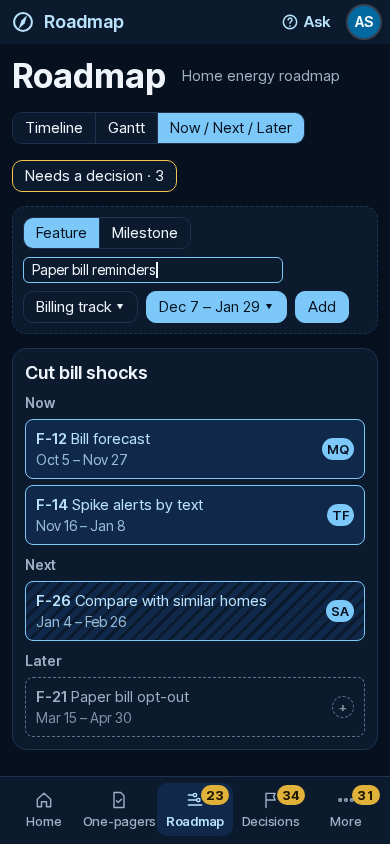 Roadmap
Ask
AS
Roadmap
Home energy roadmap
Timeline
Gantt
Now / Next / Later
Needs a decision · 3
Feature
Milestone
Paper bill reminders
Billing track ▾
Dec 7 – Jan 29 ▾
Add
Cut bill shocks
Now
F-12 Bill forecast
Oct 5 – Nov 27
MQ
F-14 Spike alerts by text
Nov 16 – Jan 8
TF
Next
F-26 Compare with similar homes
Jan 4 – Feb 26
SA
Later
F-21 Paper bill opt-out
Mar 15 – Apr 30
+
23
34
31
Home
One-pagers
Roadmap
Decisions
More